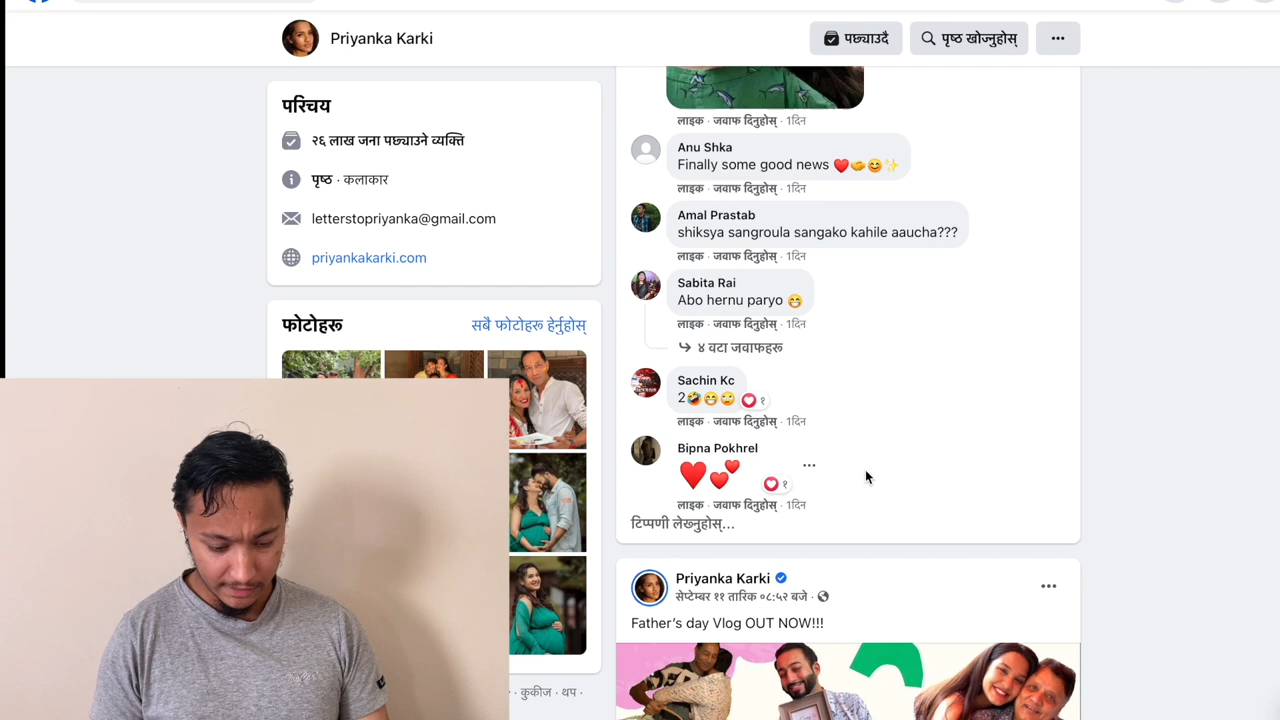 Priyanka Karki
पछ्याउदै
पृष्ठ खोज्नुहोस्
परिचय
२६ लाख जना पछ्याउने व्यक्ति
पृष्ठ · कलाकार
letterstopriyanka@gmail.com
priyankakarki.com
फोटोहरू
सबै फोटोहरू हेर्नुहोस्
· कुकीज · थप ·
लाइक · जवाफ दिनुहोस् · 1दिन
Anu Shka
Finally some good news ❤️🤝😊✨
लाइक · जवाफ दिनुहोस् · 1दिन
Amal Prastab
shiksya sangroula sangako kahile aaucha???
लाइक · जवाफ दिनुहोस् · 1दिन
Sabita Rai
Abo hernu paryo 😁
लाइक · जवाफ दिनुहोस् · 1दिन
४ वटा जवाफहरू
Sachin Kc
2🤣😁🙄
१
लाइक · जवाफ दिनुहोस् · 1दिन
Bipna Pokhrel
❤️💕
१
लाइक · जवाफ दिनुहोस् · 1दिन
टिप्पणी लेख्नुहोस्...
Priyanka Karki
सेप्टेम्बर ११ तारिक ०८:५२ बजे ·
Father's day Vlog OUT NOW!!!